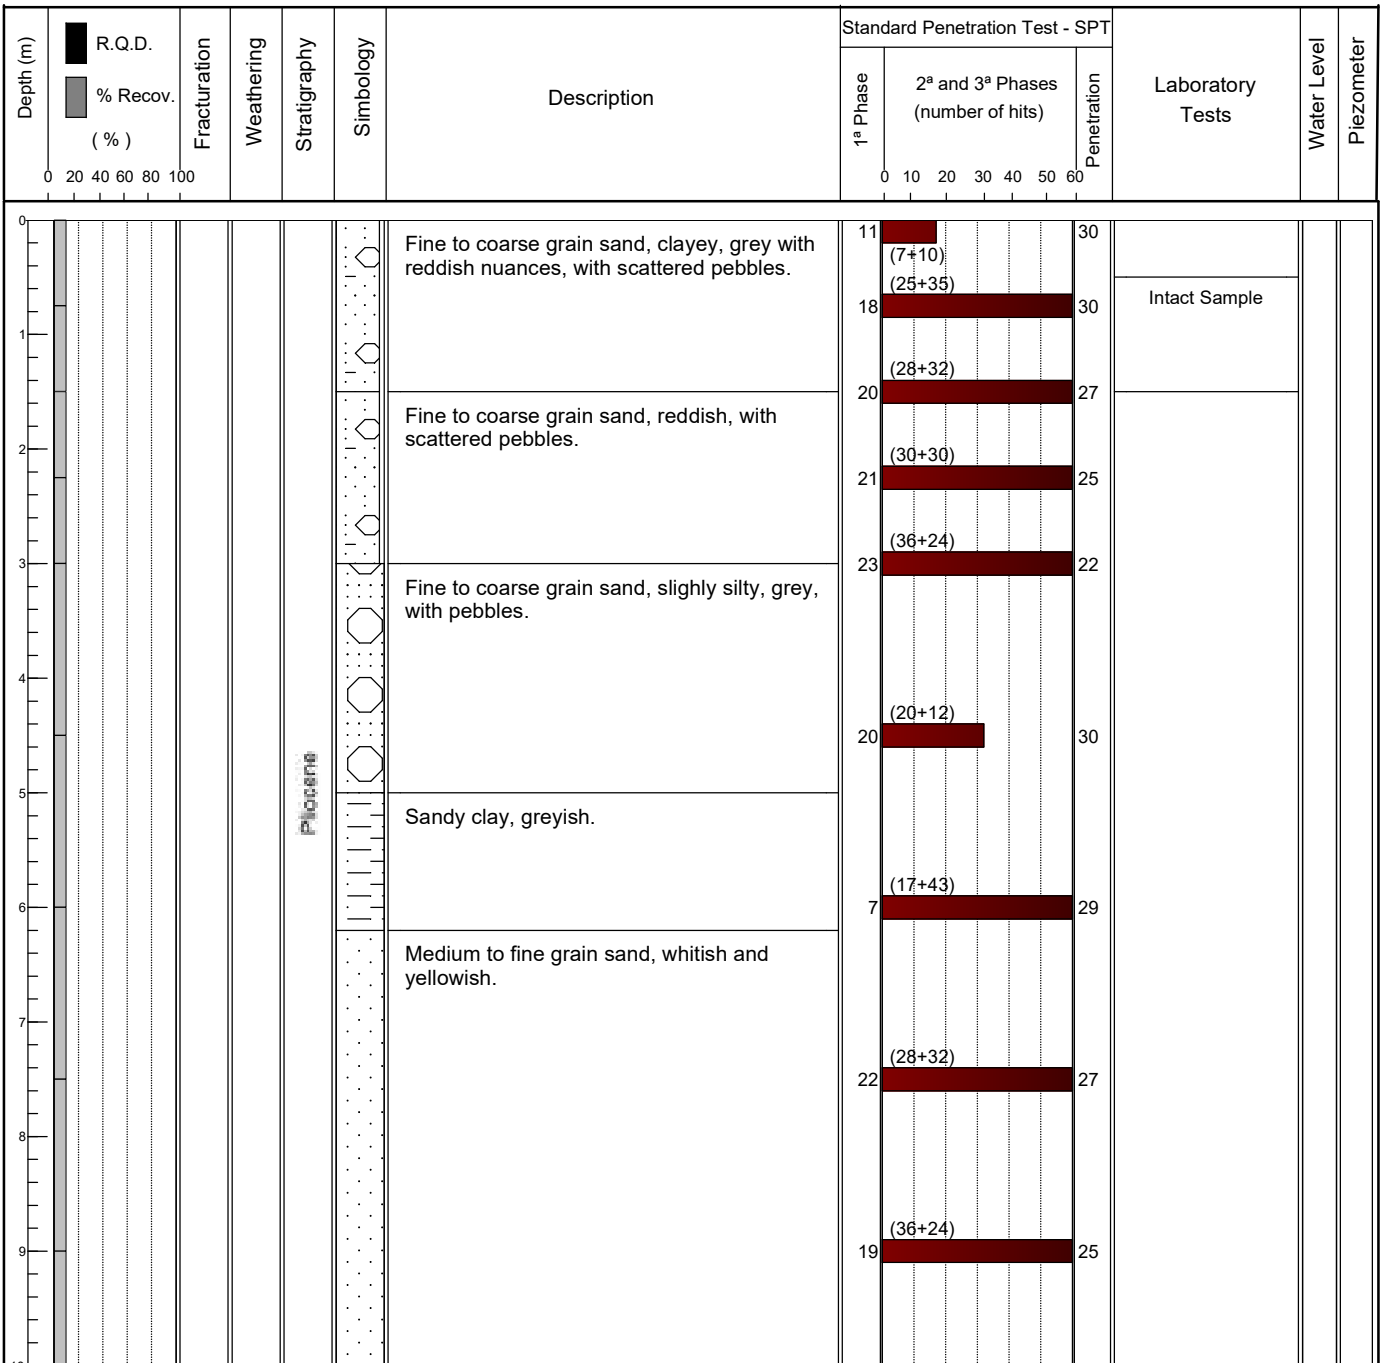 Depth (m)
R.Q.D.
% Recov.
( % )
0 20 40 60 80 100
Fracturation
Weathering
Stratigraphy
Simbology
Description
Standard Penetration Test - SPT
1ª Phase
2ª and 3ª Phases
(number of hits)
0 10 20 30 40 50 60
Penetration
Laboratory
Tests
Water Level
Piezometer
0
Fine to coarse grain sand, clayey, grey with
reddish nuances, with scattered pebbles.
11
(7+10)
30
(25+35)
18
30
Intact Sample
1
(28+32)
20
27
Fine to coarse grain sand, reddish, with
scattered pebbles.
2
(30+30)
21
25
(36+24)
23
22
3
Fine to coarse grain sand, slighly silty, grey,
with pebbles.
4
(20+12)
20
30
Pliocene
5
Sandy clay, greyish.
(17+43)
6
7
29
Medium to fine grain sand, whitish and
yellowish.
7
(28+32)
22
27
8
(36+24)
9
19
25